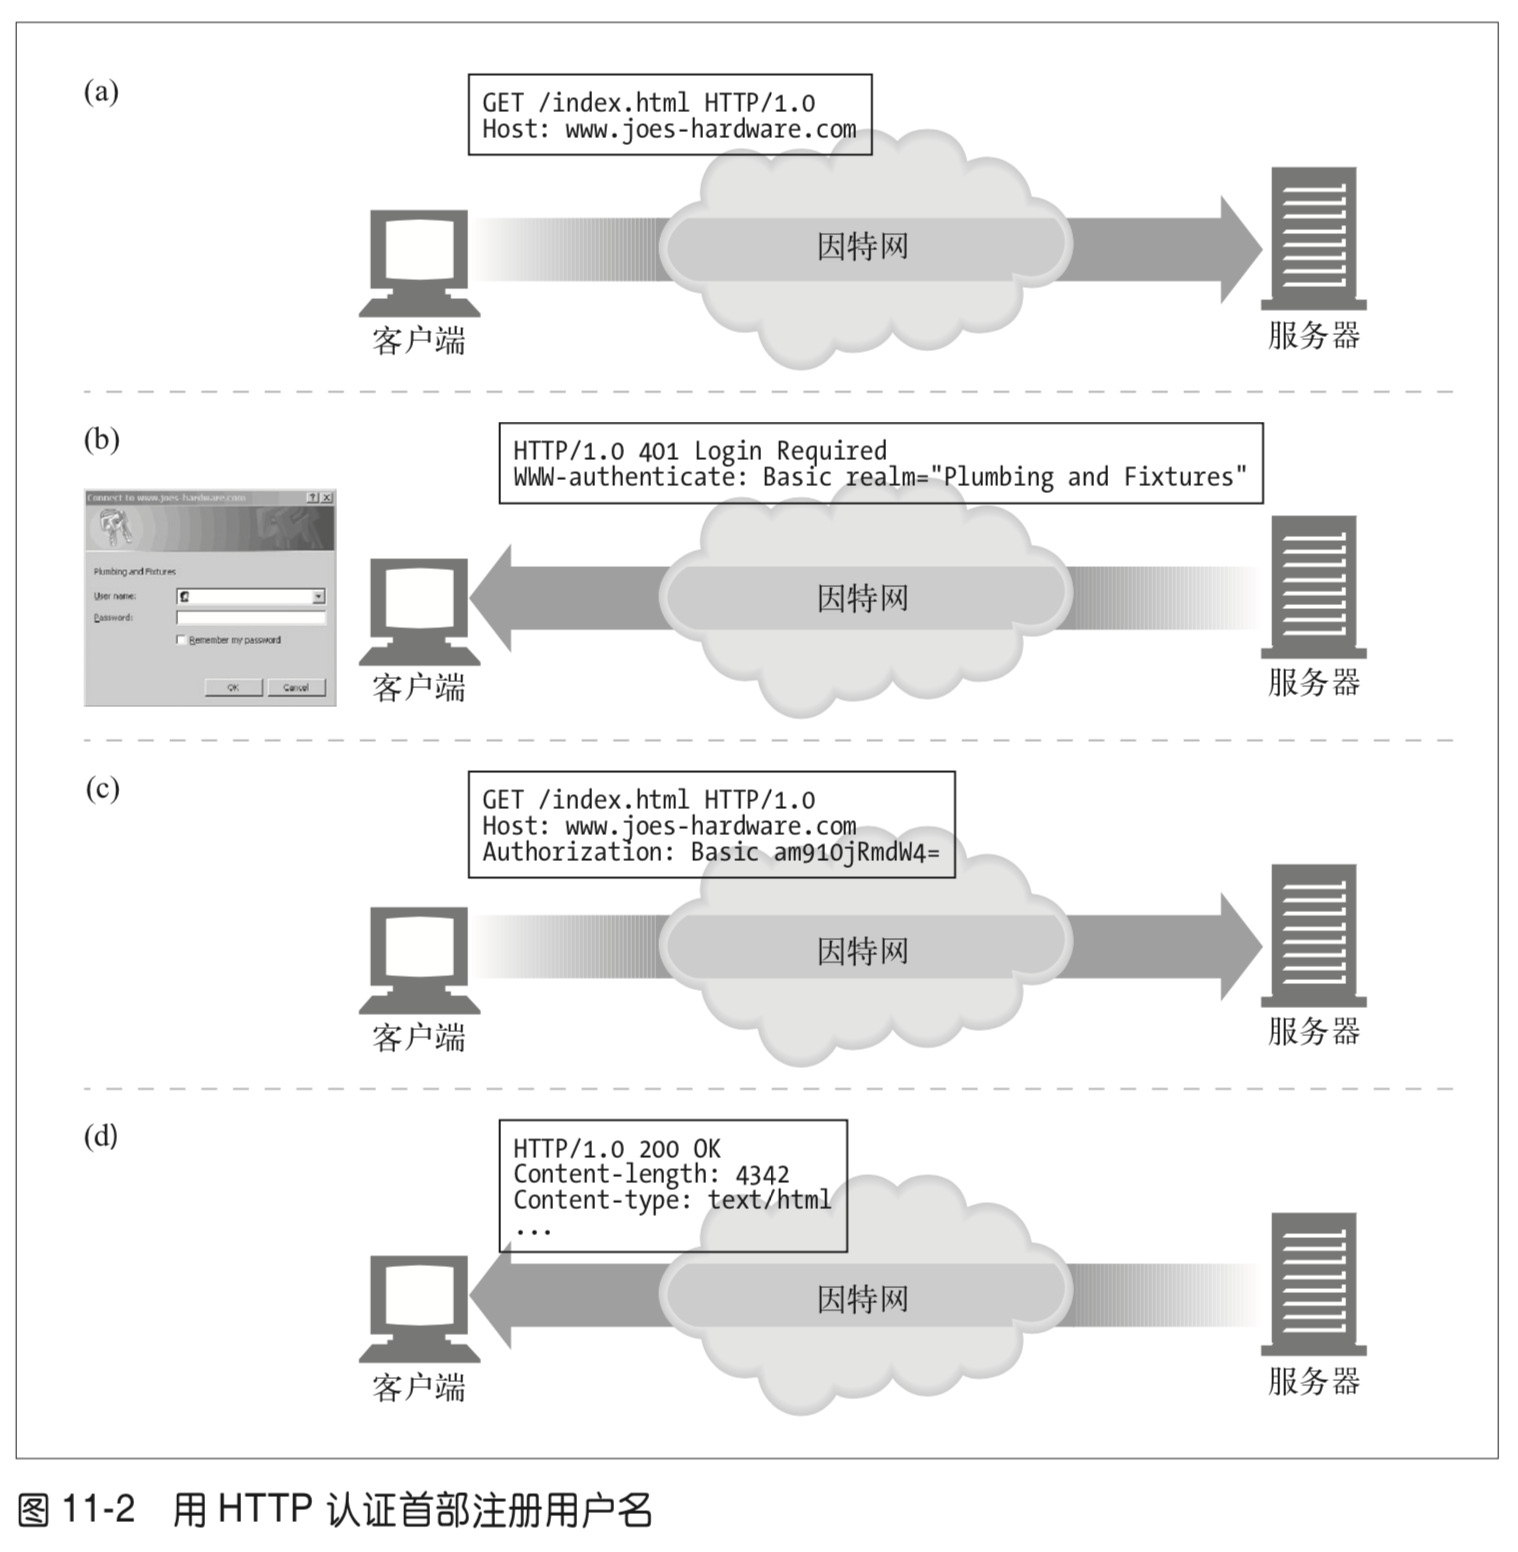 (a)
GET /index.html HTTP/1.0
Host: www.joes-hardware.com
因特网
客户端
服务器
(b)
HTTP/1.0 401 Login Required
WWW-authenticate: Basic realm="Plumbing and Fixtures"
Connect to www.joes-hardware.com
Plumbing and Fixtures
User name:
Password:
Remember my password
OK Cancel
因特网
客户端
服务器
(c)
GET /index.html HTTP/1.0
Host: www.joes-hardware.com
Authorization: Basic am910jRmdW4=
因特网
客户端
服务器
(d)
HTTP/1.0 200 OK
Content-length: 4342
Content-type: text/html
...
因特网
客户端
服务器
图 11-2 用 HTTP 认证首部注册用户名